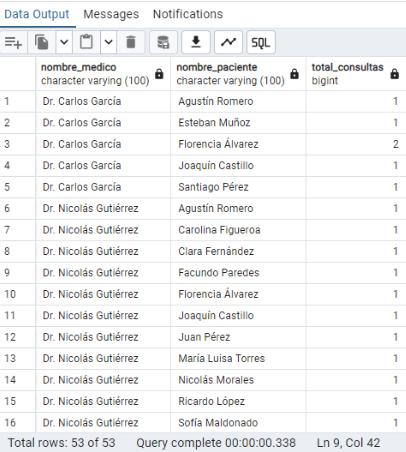 Data Output Messages Notifications
SQL
nombre_medico nombre_paciente total_consultas
character varying (100) character varying (100) bigint
1 Dr. Carlos García Agustín Romero 1
2 Dr. Carlos García Esteban Muñoz 1
3 Dr. Carlos García Florencia Álvarez 2
4 Dr. Carlos García Joaquín Castillo 1
5 Dr. Carlos García Santiago Pérez 1
6 Dr. Nicolás Gutiérrez Agustín Romero 1
7 Dr. Nicolás Gutiérrez Carolina Figueroa 1
8 Dr. Nicolás Gutiérrez Clara Fernández 1
9 Dr. Nicolás Gutiérrez Facundo Paredes 1
10 Dr. Nicolás Gutiérrez Florencia Álvarez 1
11 Dr. Nicolás Gutiérrez Joaquín Castillo 1
12 Dr. Nicolás Gutiérrez Juan Pérez 1
13 Dr. Nicolás Gutiérrez María Luisa Torres 1
14 Dr. Nicolás Gutiérrez Nicolás Morales 1
15 Dr. Nicolás Gutiérrez Ricardo López 1
16 Dr. Nicolás Gutiérrez Sofía Maldonado 1
Total rows: 53 of 53 Query complete 00:00:00.338 Ln 9, Col 42